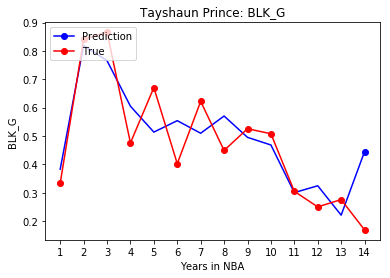 Tayshaun Prince: BLK_G
Prediction
True
0.9
0.8
0.7
0.6
0.5
0.4
0.3
0.2
BLK_G
1 2 3 4 5 6 7 8 9 10 11 12 13 14
Years in NBA